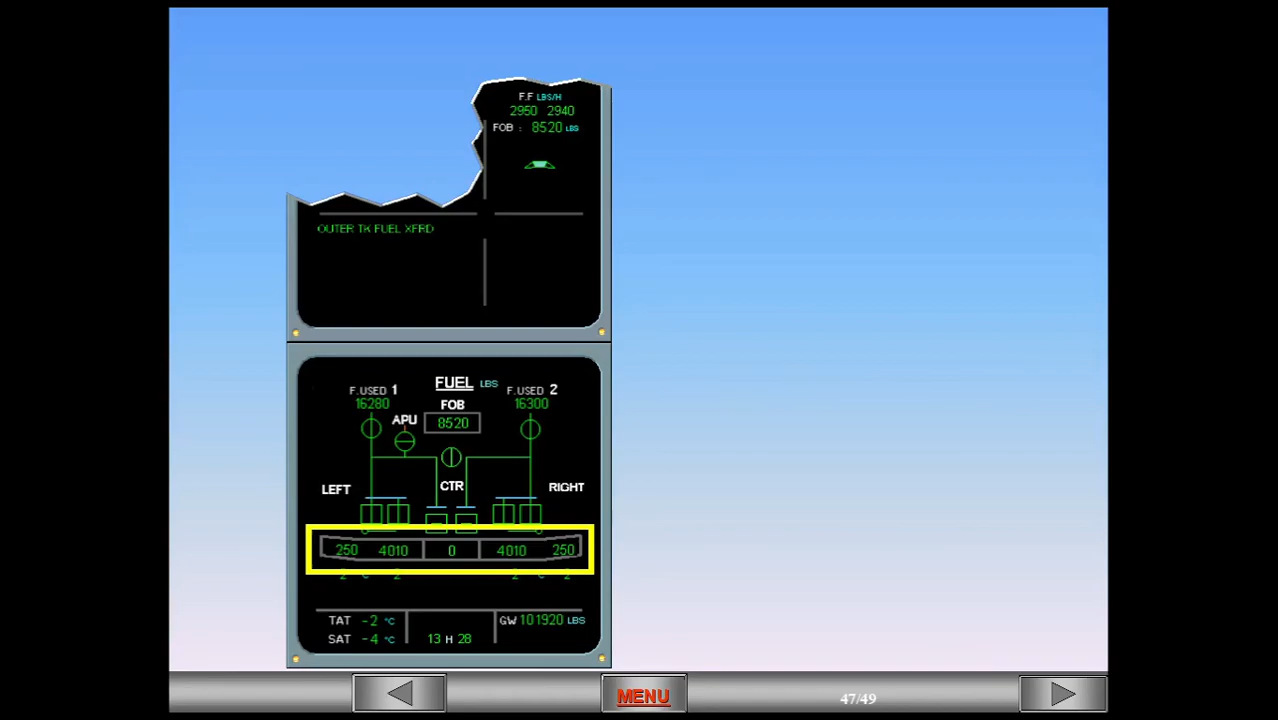 F.F LBS/H
2950 2940
FOB : 8520 LBS
OUTER TK FUEL XFRD
FUEL LBS
F.USED 1 F.USED 2
16280 FOB 16300
APU 8520
LEFT CTR RIGHT
250 4010 0 4010 250
TAT -2 °C GW 101920 LBS
SAT -4 °C 13 H 28
MENU 47/49